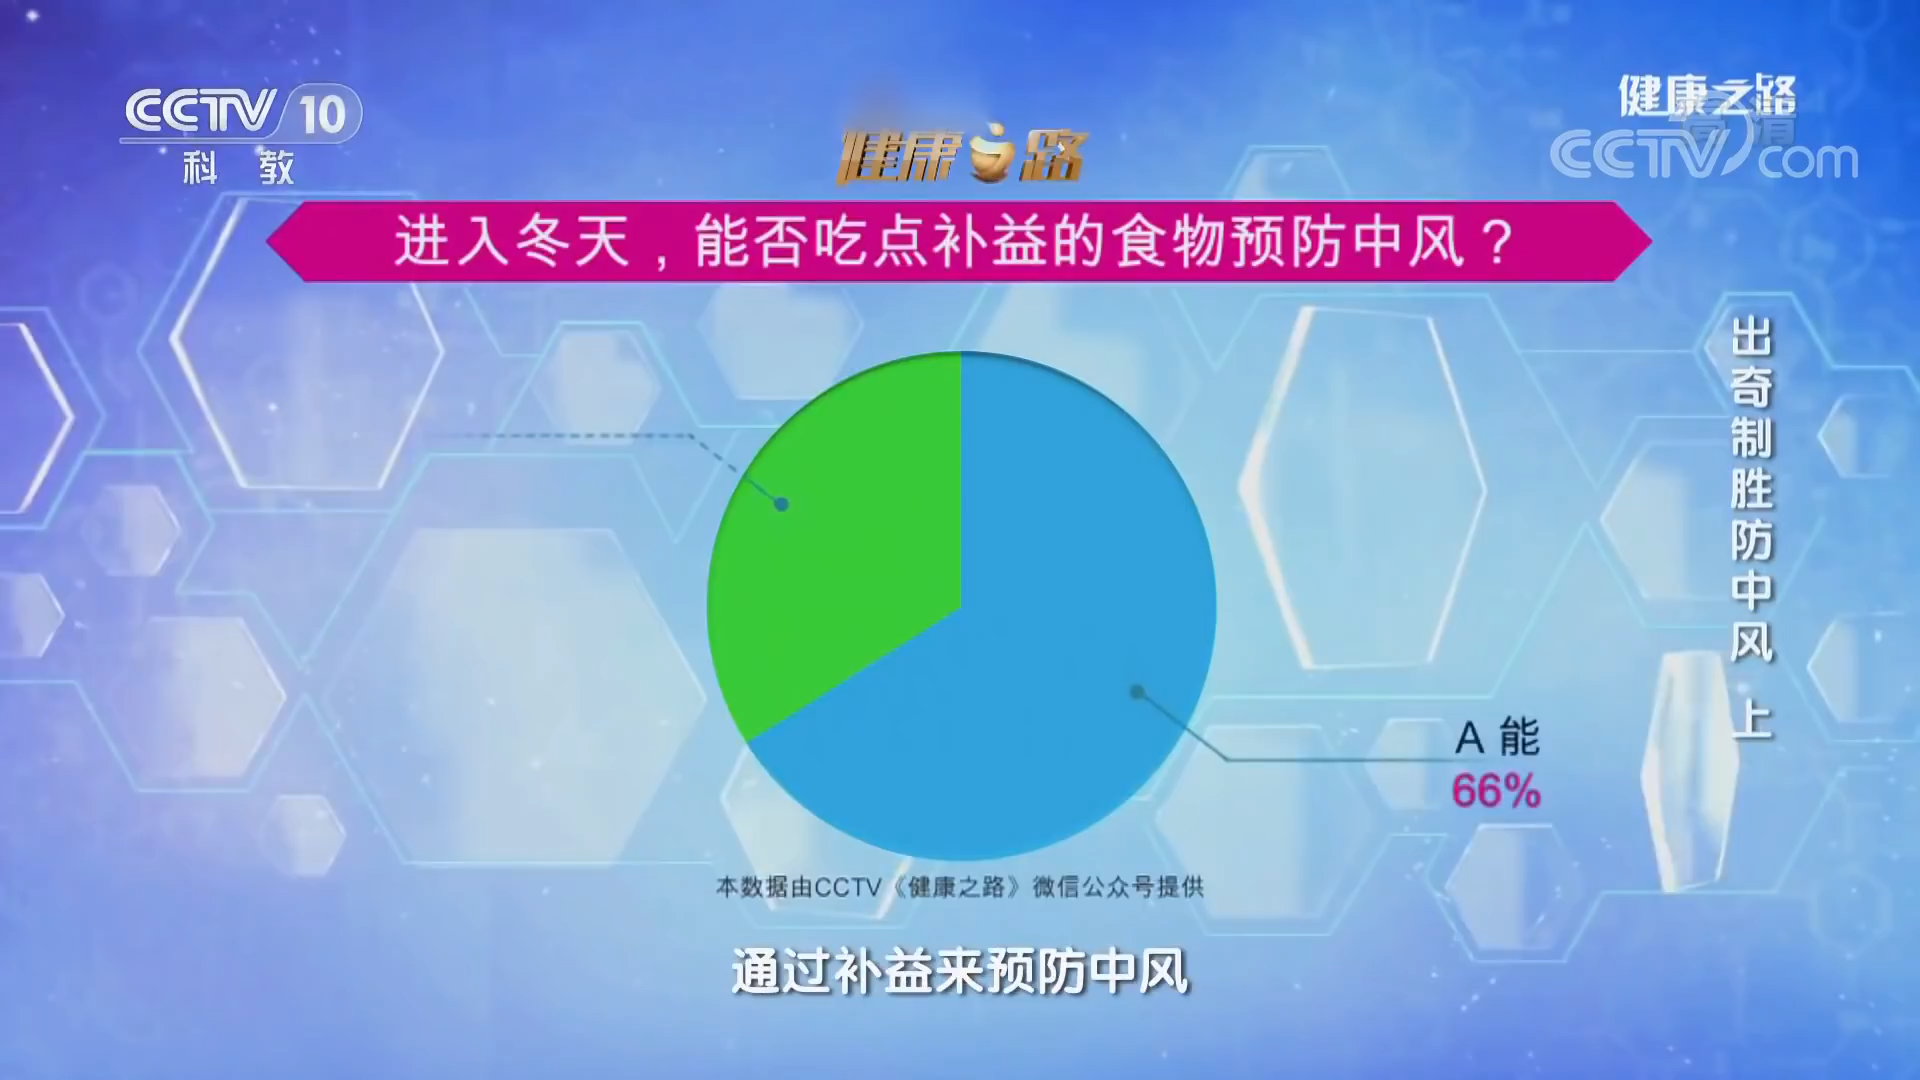 CCTV 10
科教
健康之路
高清
CCTV.com
健康之路
进入冬天，能否吃点补益的食物预防中风？
出奇制胜防中风 上
A 能
66%
本数据由CCTV《健康之路》微信公众号提供
通过补益来预防中风